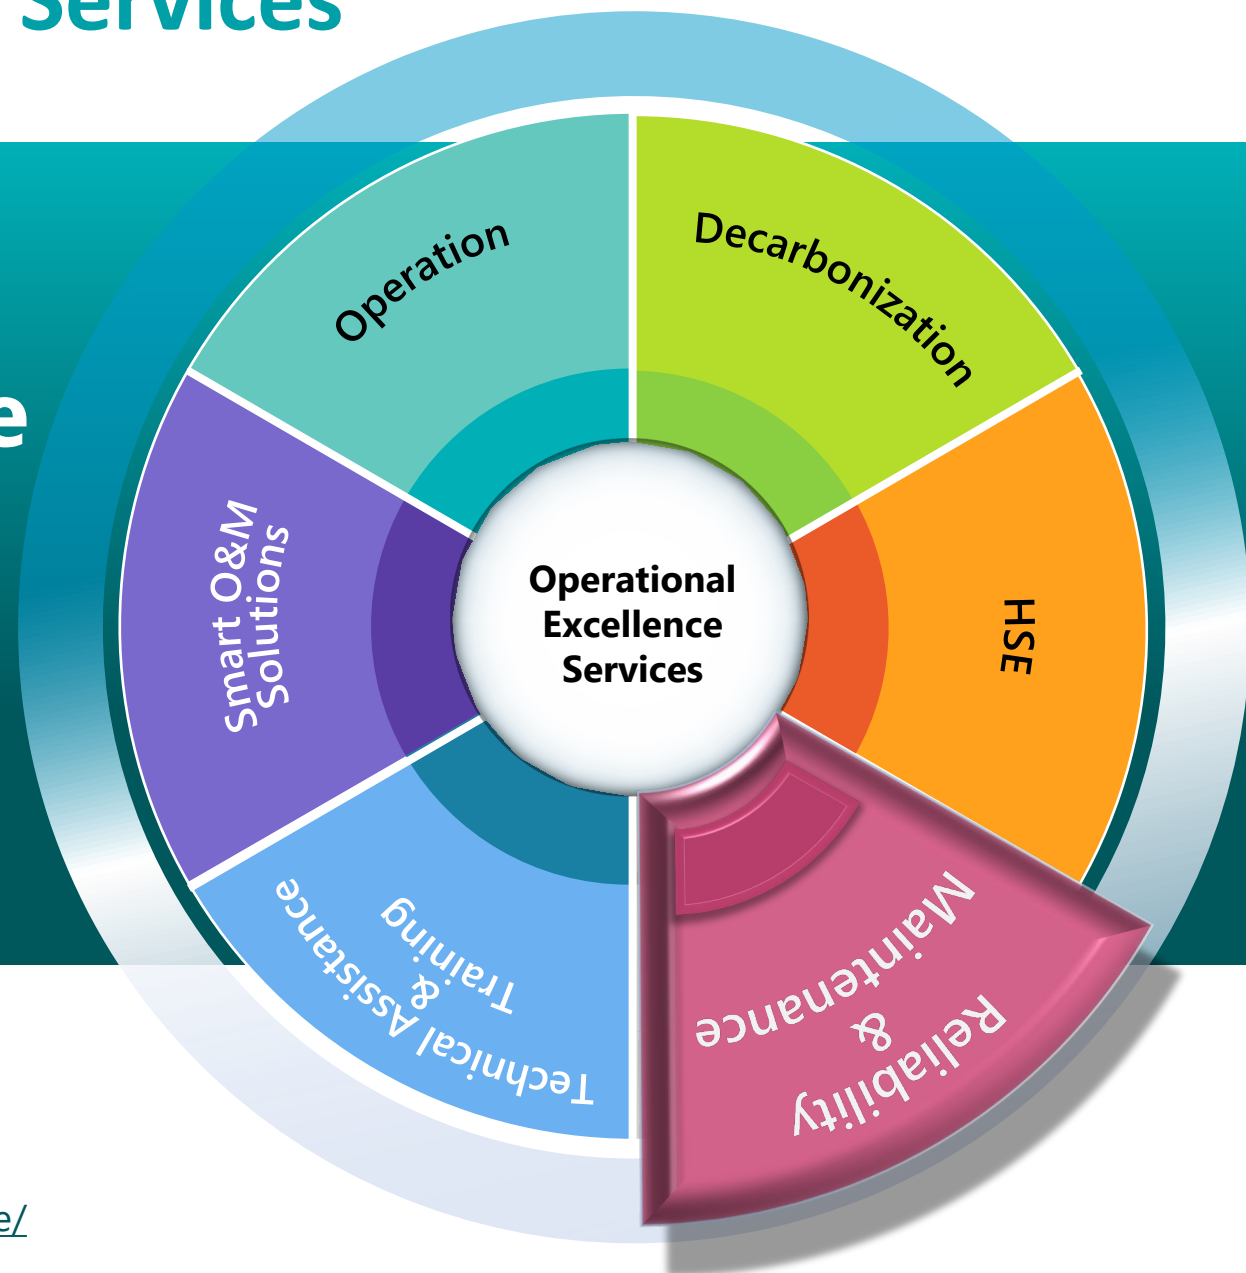 Services
e
Operation
Decarbonization
HSE
Reliability
&
Maintenance
Technical Assistance
&
Training
Smart O&M
Solutions
Operational
Excellence
Services
e/